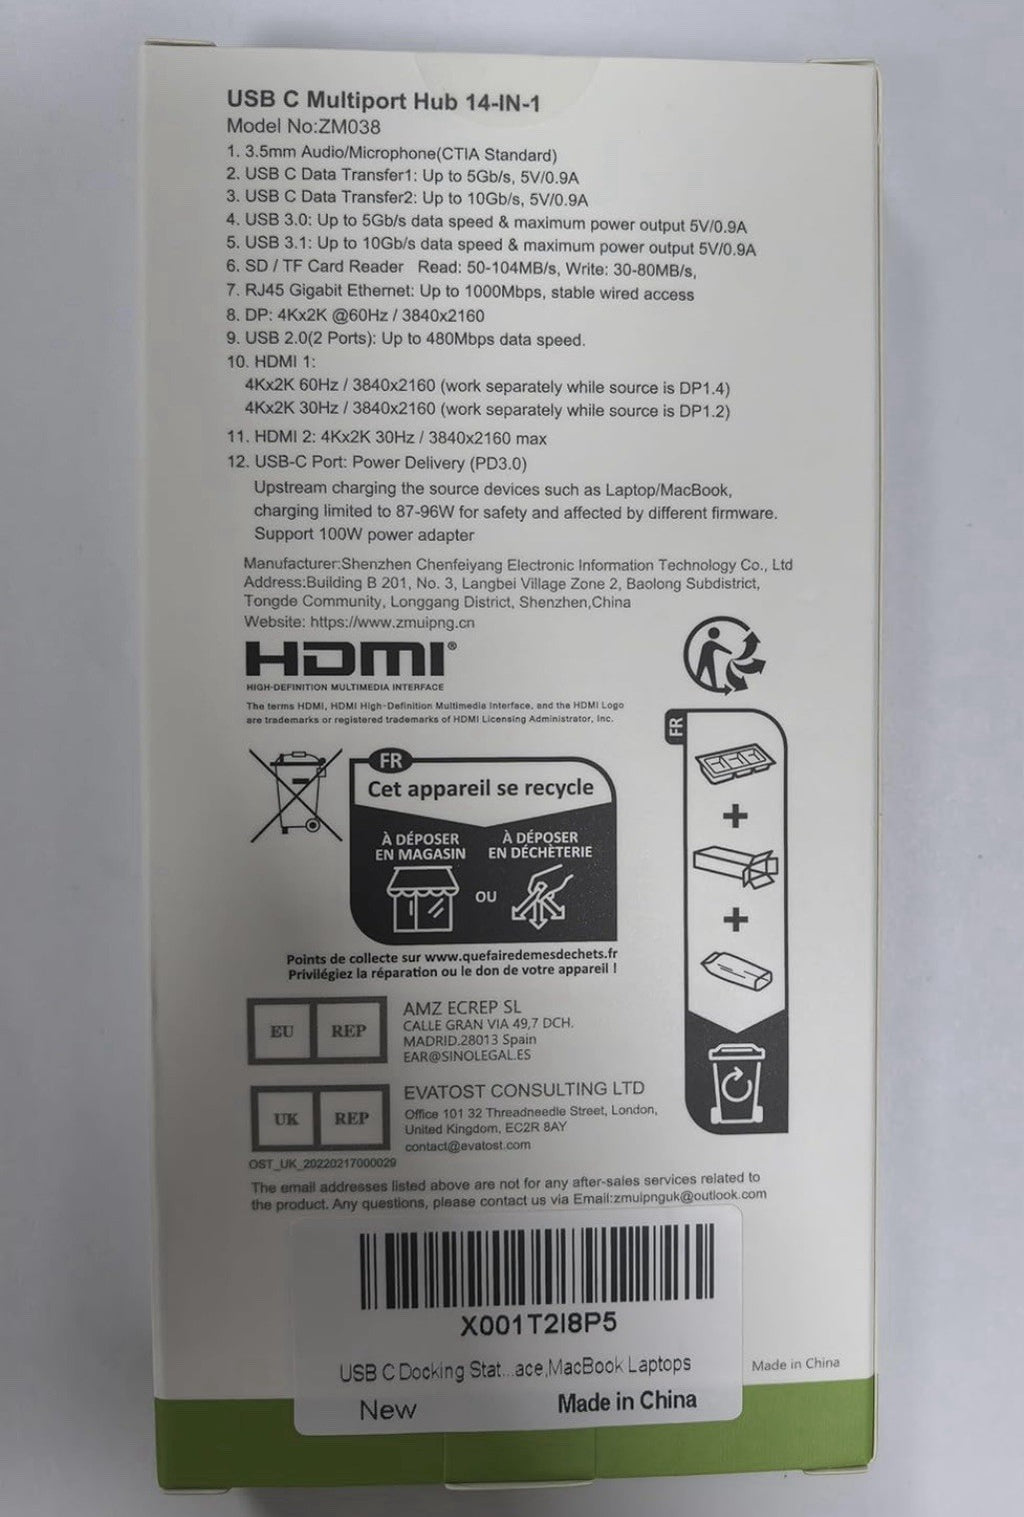 USB C Multiport Hub 14-IN-1
Model No:ZM038
1. 3.5mm Audio/Microphone(CTIA Standard)
2. USB C Data Transfer1: Up to 5Gb/s, 5V/0.9A
3. USB C Data Transfer2: Up to 10Gb/s, 5V/0.9A
4. USB 3.0: Up to 5Gb/s data speed & maximum power output 5V/0.9A
5. USB 3.1: Up to 10Gb/s data speed & maximum power output 5V/0.9A
6. SD / TF Card Reader Read: 50-104MB/s, Write: 30-80MB/s,
7. RJ45 Gigabit Ethernet: Up to 1000Mbps, stable wired access
8. DP: 4Kx2K @60Hz / 3840x2160
9. USB 2.0(2 Ports): Up to 480Mbps data speed.
10. HDMI 1:
4Kx2K 60Hz / 3840x2160 (work separately while source is DP1.4)
4Kx2K 30Hz / 3840x2160 (work separately while source is DP1.2)
11. HDMI 2: 4Kx2K 30Hz / 3840x2160 max
12. USB-C Port: Power Delivery (PD3.0)
Upstream charging the source devices such as Laptop/MacBook,
charging limited to 87-96W for safety and affected by different firmware.
Support 100W power adapter
Manufacturer:Shenzhen Chenfeiyang Electronic Information Technology Co., Ltd
Address:Building B 201, No. 3, Langbei Village Zone 2, Baolong Subdistrict,
Tongde Community, Longgang District, Shenzhen,China
Website: https://www.zmuipng.cn
HDMI®
HIGH-DEFINITION MULTIMEDIA INTERFACE
The terms HDMI, HDMI High-Definition Multimedia Interface, and the HDMI Logo
are trademarks or registered trademarks of HDMI Licensing Administrator, Inc.
FR
FR
Cet appareil se recycle
À DÉPOSER
EN MAGASIN
OU
À DÉPOSER
EN DÉCHÈTERIE
Points de collecte sur www.quefairedemesdechets.fr
Privilégiez la réparation ou le don de votre appareil !
EU REP
AMZ ECREP SL
CALLE GRAN VIA 49,7 DCH.
MADRID.28013 Spain
EAR@SINOLEGAL.ES
UK REP
EVATOST CONSULTING LTD
Office 101 32 Threadneedle Street, London,
United Kingdom, EC2R 8AY
contact@evatost.com
OST_UK_20220217000029
The email addresses listed above are not for any after-sales services related to
the product. Any questions, please contact us via Email:zmuipnguk@outlook.com
X001T2I8P5
USB C Docking Stat...ace,MacBook Laptops
New
Made in China
Made in China